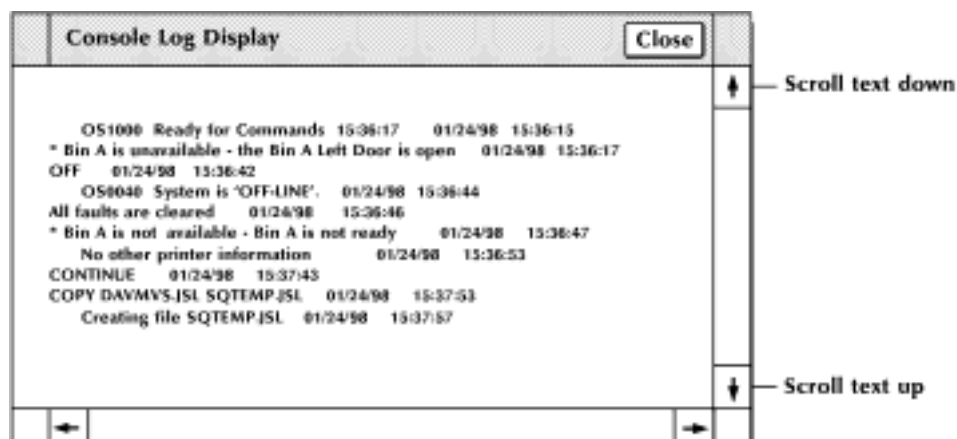 Console Log Display
Close
Scroll text down
OS1000 Ready for Commands 15:36:17 01/24/98 15:36:15
* Bin A is unavailable - the Bin A Left Door is open 01/24/98 15:36:17
OFF 01/24/98 15:36:42
OS0040 System is 'OFF-LINE'. 01/24/98 15:36:44
All faults are cleared 01/24/98 15:36:46
* Bin A is not available - Bin A is not ready 01/24/98 15:36:47
No other printer information 01/24/98 15:36:53
CONTINUE 01/24/98 15:37:43
COPY DAVMVS.JSL SQTEMP.JSL 01/24/98 15:37:53
Creating file SQTEMP.JSL 01/24/98 15:37:57
Scroll text up